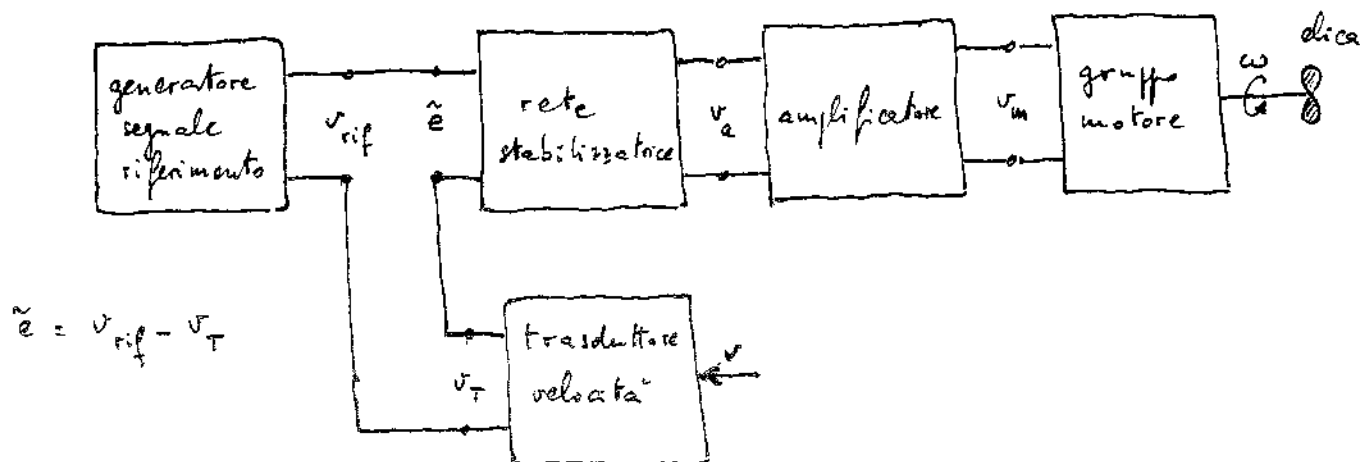 generatore
segnale
riferimento
v_rif
ẽ
rete
stabilizzatrice
v_a
amplificatore
v_m
gruppo
motore
ω
elica
ẽ = v_rif - v_T
v_T
trasduttore
velocità
v